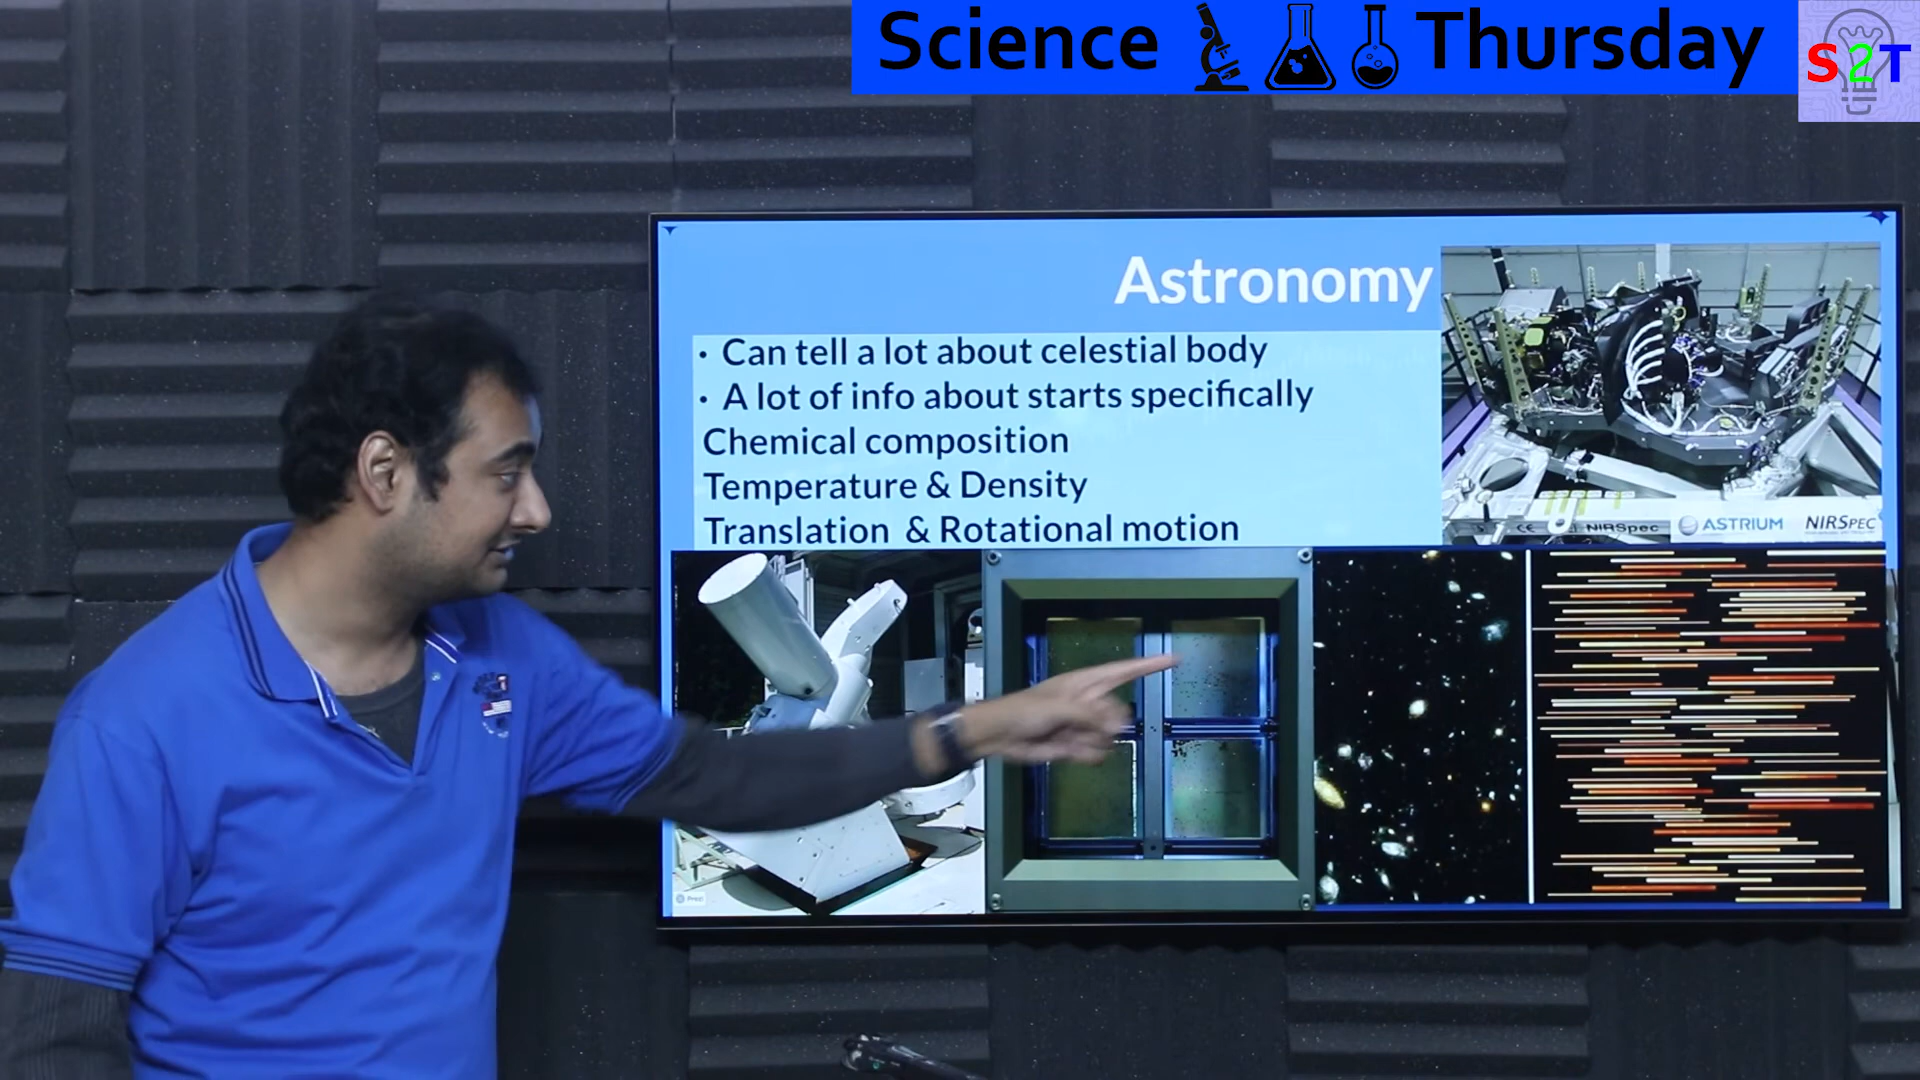 Science Thursday
S2T
Astronomy
• Can tell a lot about celestial body
• A lot of info about starts specifically
Chemical composition
Temperature & Density
Translation & Rotational motion
NIRSpec
ASTRIUM
NIRSPEC
Prezi